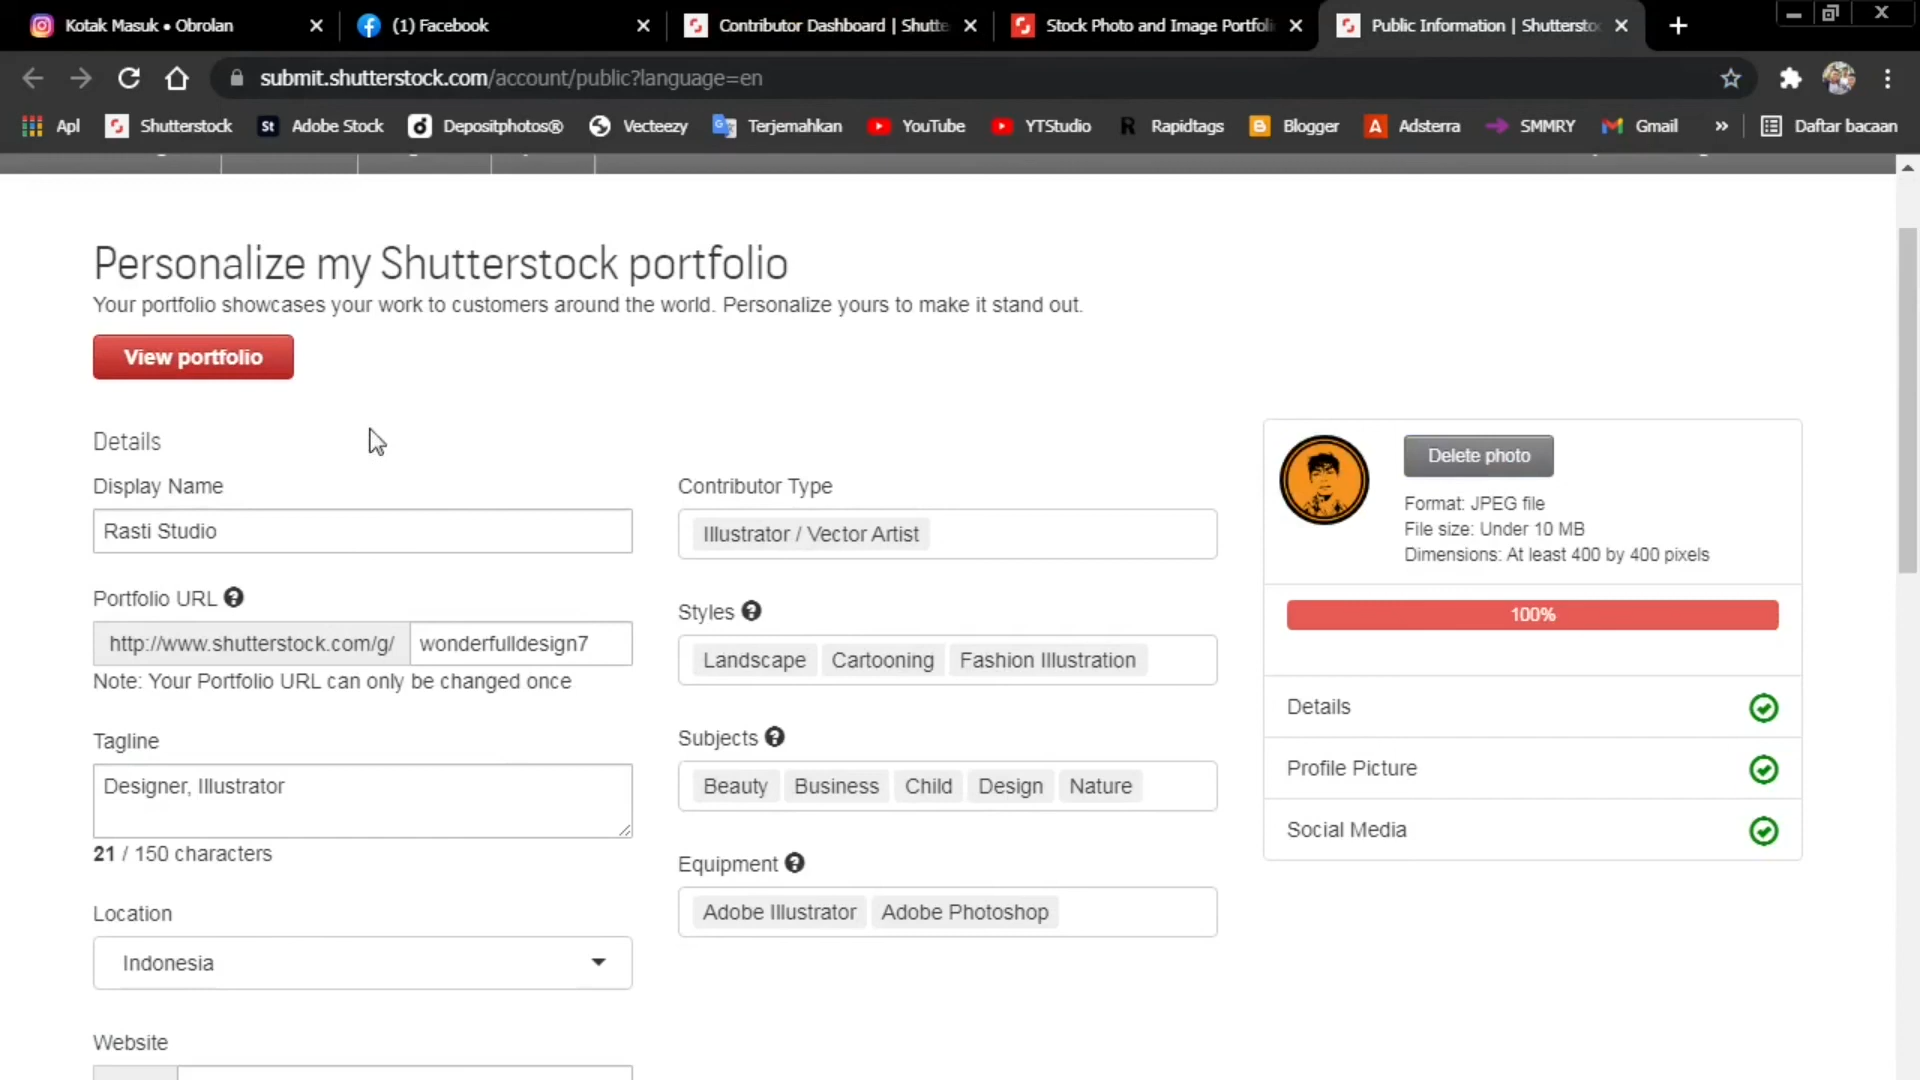 Kotak Masuk • Obrolan
(1) Facebook
Contributor Dashboard | Shutte
Stock Photo and Image Portfoli
Public Information | Shuttersto
submit.shutterstock.com/account/public?language=en
Apl
Shutterstock
St
Adobe Stock
Depositphotos®
Vecteezy
Terjemahkan
YouTube
YTStudio
R
Rapidtags
Blogger
A
Adsterra
SMMRY
Gmail
»
Daftar bacaan
Personalize my Shutterstock portfolio
Your portfolio showcases your work to customers around the world. Personalize yours to make it stand out.
View portfolio
Details
Display Name
Rasti Studio
Portfolio URL
http://www.shutterstock.com/g/ wonderfulldesign7
Note: Your Portfolio URL can only be changed once
Tagline
Designer, Illustrator
21 / 150 characters
Location
Indonesia
Website
Contributor Type
Illustrator / Vector Artist
Styles
Landscape Cartooning Fashion Illustration
Subjects
Beauty Business Child Design Nature
Equipment
Adobe Illustrator Adobe Photoshop
Delete photo
Format: JPEG file
File size: Under 10 MB
Dimensions: At least 400 by 400 pixels
100%
Details
Profile Picture
Social Media